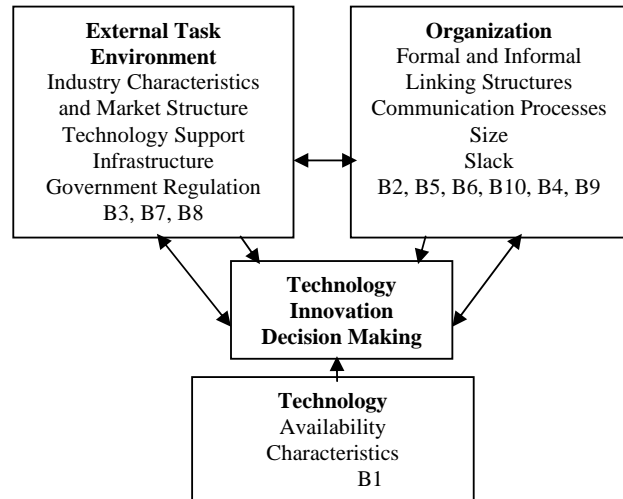 External Task
Environment
Industry Characteristics
and Market Structure
Technology Support
Infrastructure
Government Regulation
B3, B7, B8
Organization
Formal and Informal
Linking Structures
Communication Processes
Size
Slack
B2, B5, B6, B10, B4, B9
Technology
Innovation
Decision Making
Technology
Availability
Characteristics
B1